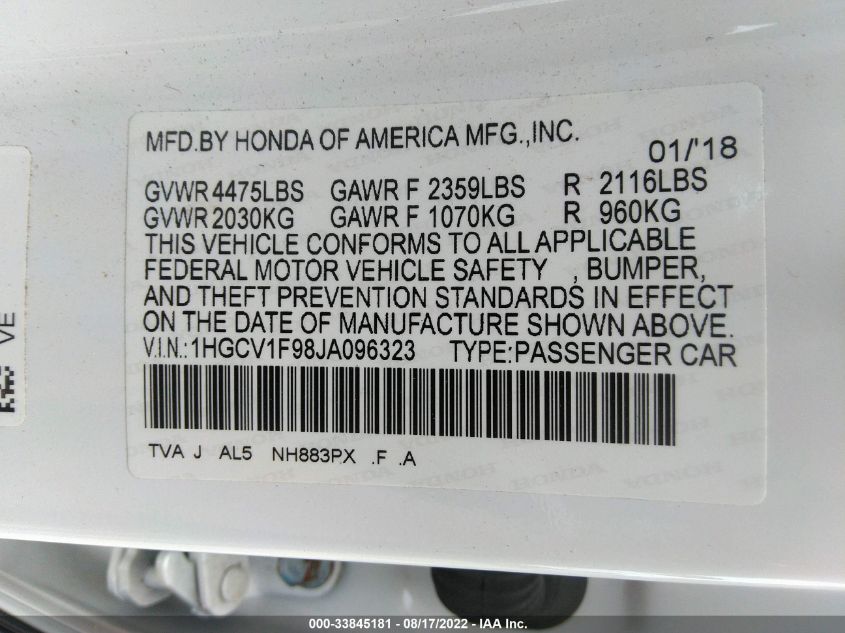 MFD.BY HONDA OF AMERICA MFG.,INC. 01/'18
GVWR 4475LBS GAWR F 2359LBS R 2116LBS
GVWR 2030KG GAWR F 1070KG R 960KG
THIS VEHICLE CONFORMS TO ALL APPLICABLE
FEDERAL MOTOR VEHICLE SAFETY , BUMPER,
AND THEFT PREVENTION STANDARDS IN EFFECT
ON THE DATE OF MANUFACTURE SHOWN ABOVE.
V.I.N.:1HGCV1F98JA096323 TYPE:PASSENGER CAR
TVA J AL5 NH883PX .F .A
VE
000-33845181 - 08/17/2022 - IAA Inc.